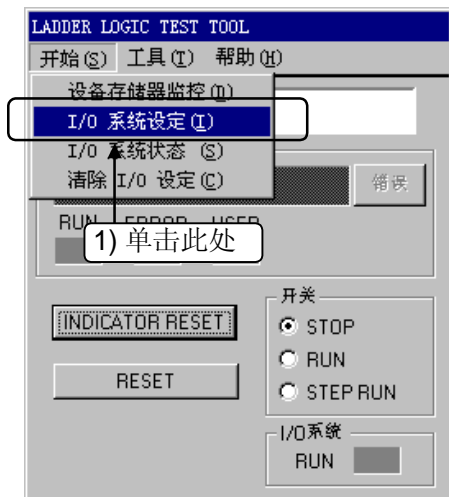 LADDER LOGIC TEST TOOL
开始(S) 工具(T) 帮助(H)
设备存储器监控(D)
I/O 系统设定(I)
I/O 系统状态 (S)
清除 I/O 设定(C)
错误
RUN ERROR USER
1) 单击此处
INDICATOR RESET
RESET
开关
STOP
RUN
STEP RUN
I/O系统
RUN